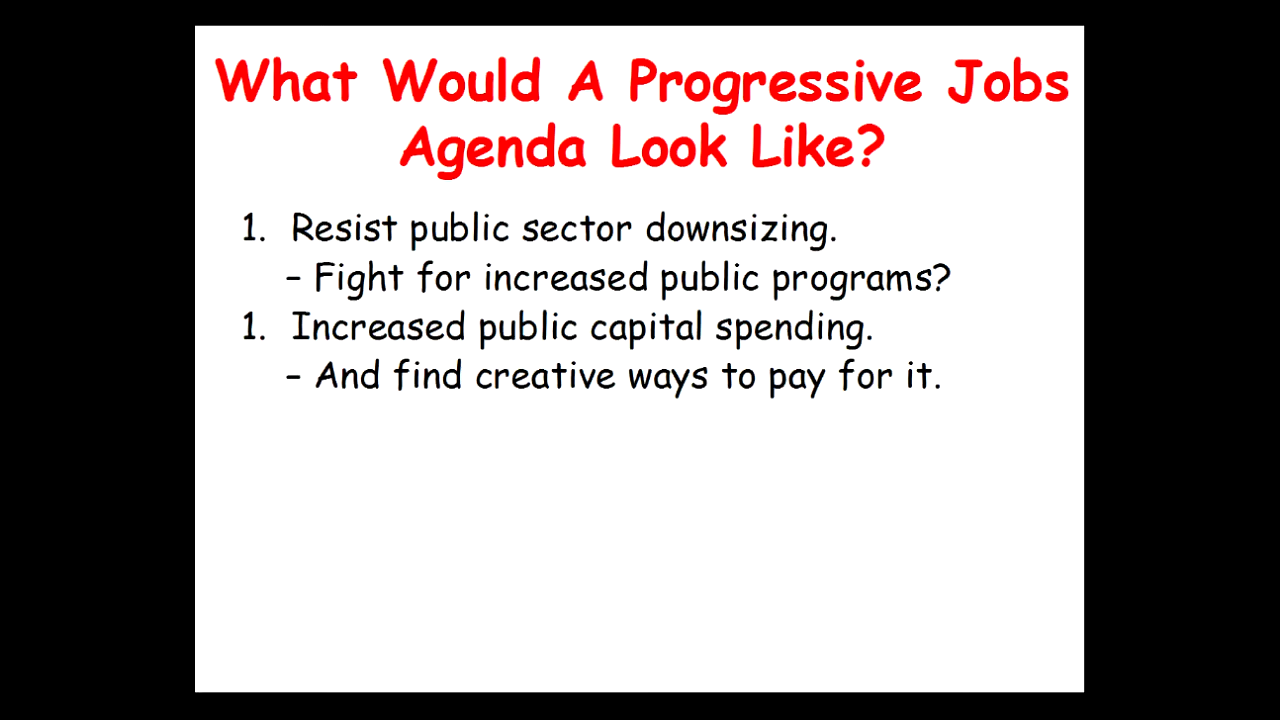 What Would A Progressive Jobs
Agenda Look Like?
1. Resist public sector downsizing.
– Fight for increased public programs?
1. Increased public capital spending.
– And find creative ways to pay for it.